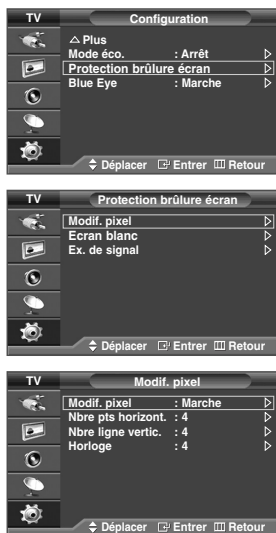 TV Configuration
△ Plus
Mode éco. : Arrêt ▷
Protection brûlure écran ▷
Blue Eye : Marche ▷
Déplacer Entrer Retour
TV Protection brûlure écran
Modif. pixel ▷
Ecran blanc ▷
Ex. de signal ▷
Déplacer Entrer Retour
TV Modif. pixel
Modif. pixel : Marche ▷
Nbre pts horizont. : 4 ▷
Nbre ligne vertic. : 4 ▷
Horloge : 4 ▷
Déplacer Entrer Retour